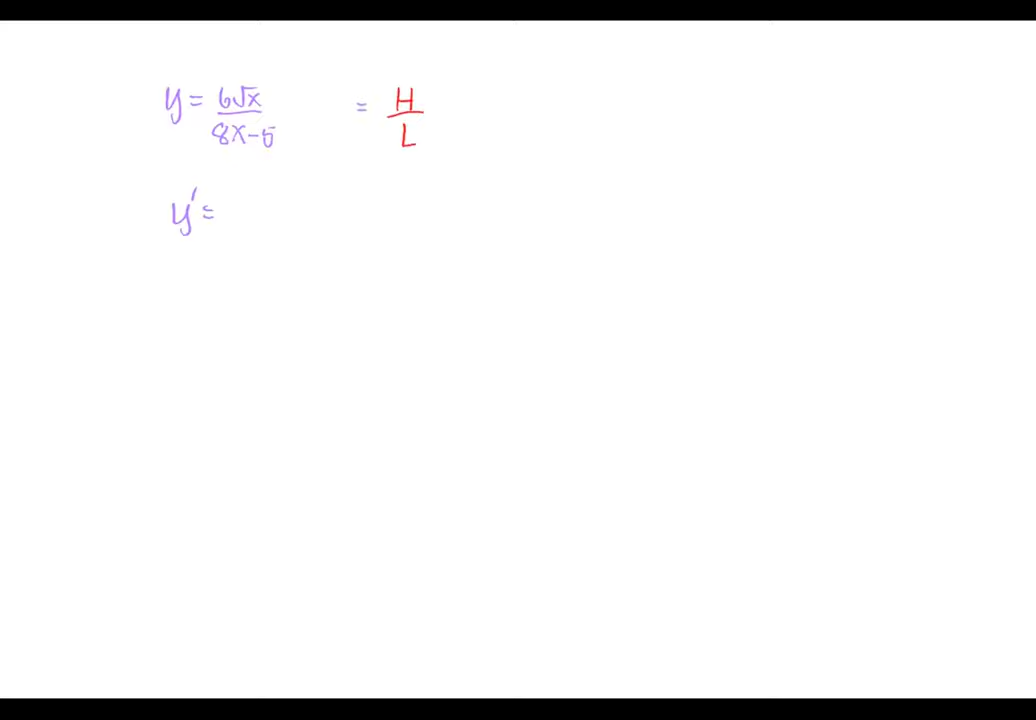 y = 6√x / 8x-5 = H / L
y' =